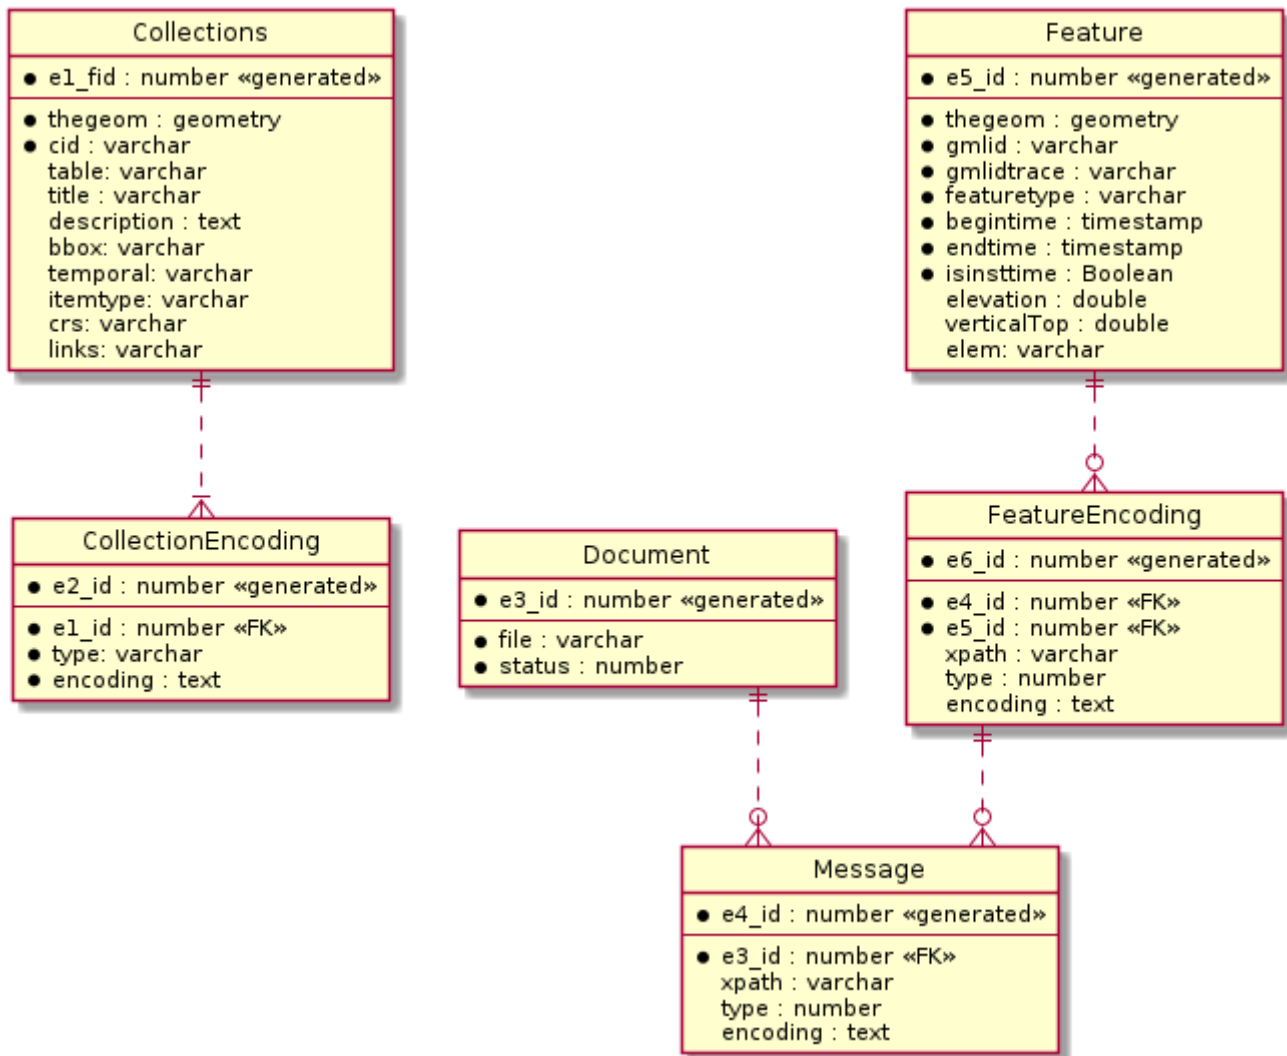 Collections
e1_fid : number «generated»
thegeom : geometry
cid : varchar
table: varchar
title : varchar
description : text
bbox: varchar
temporal: varchar
itemtype: varchar
crs: varchar
links: varchar
Feature
e5_id : number «generated»
thegeom : geometry
gmlid : varchar
gmlidtrace : varchar
featuretype : varchar
begintime : timestamp
endtime : timestamp
isinsttime : Boolean
elevation : double
verticalTop : double
elem: varchar
CollectionEncoding
e2_id : number «generated»
e1_id : number «FK»
type: varchar
encoding : text
Document
e3_id : number «generated»
file : varchar
status : number
FeatureEncoding
e6_id : number «generated»
e4_id : number «FK»
e5_id : number «FK»
xpath : varchar
type : number
encoding : text
Message
e4_id : number «generated»
e3_id : number «FK»
xpath : varchar
type : number
encoding : text